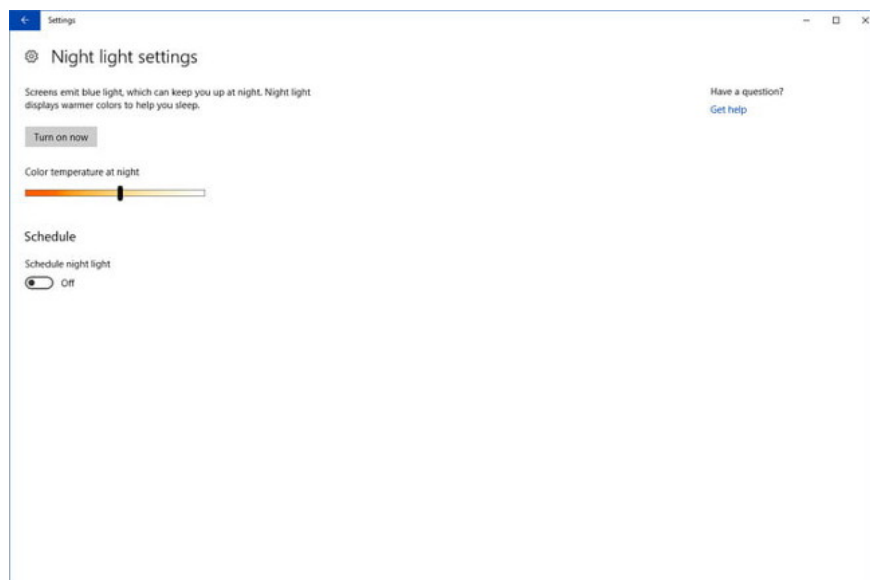 Settings
Night light settings
Screens emit blue light, which can keep you up at night. Night light
displays warmer colors to help you sleep.
Turn on now
Color temperature at night
Schedule
Schedule night light
Off
Have a question?
Get help